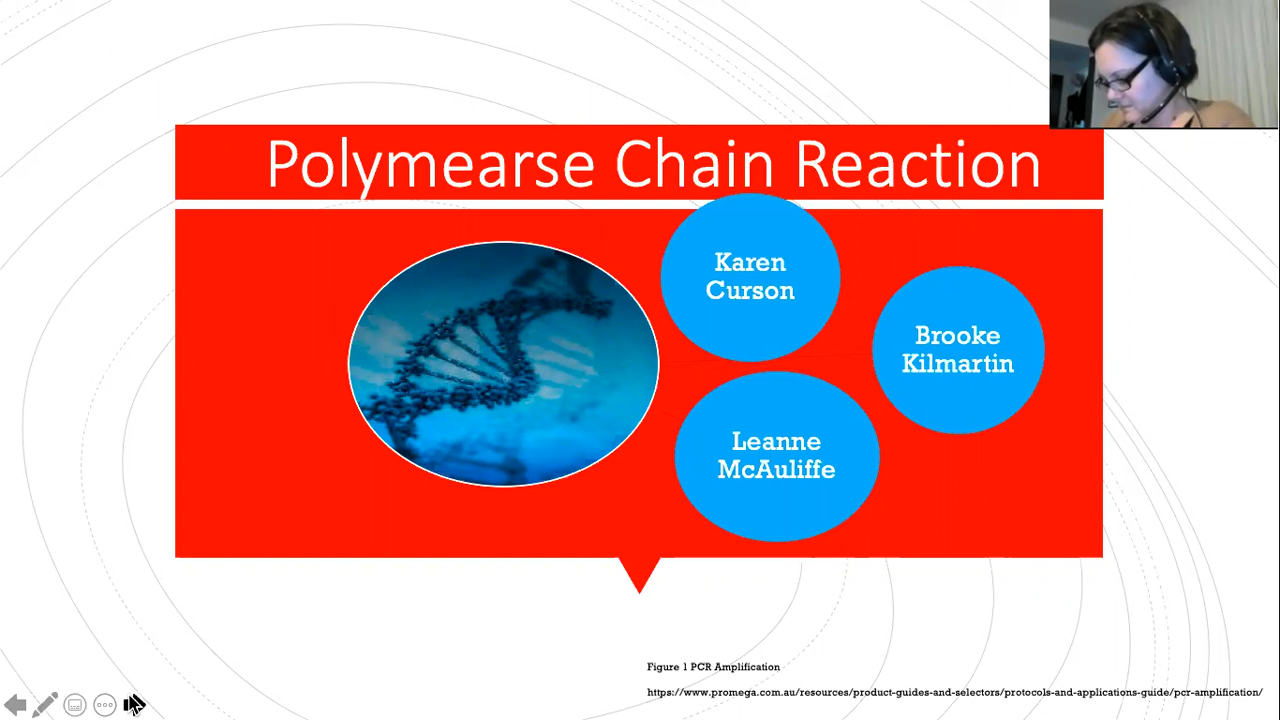 Polymearse Chain Reaction
Karen
Curson
Brooke
Kilmartin
Leanne
McAuliffe
Figure 1 PCR Amplification
https://www.promega.com.au/resources/product-guides-and-selectors/protocols-and-applications-guide/pcr-amplification/